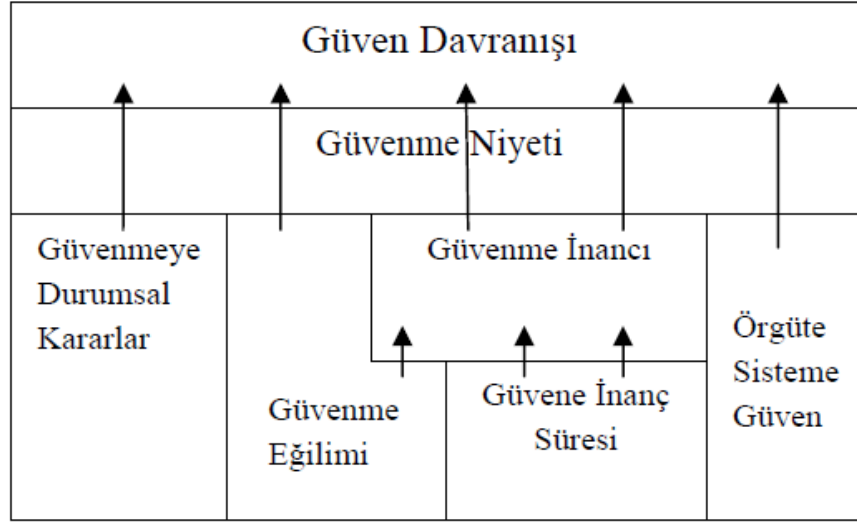 Güven Davranışı
Güvenme Niyeti
Güvenmeye
Durumsal
Kararlar
Güvenme İnancı
Güvenme
Eğilimi
Güvene İnanç
Süresi
Örgüte
Sisteme
Güven